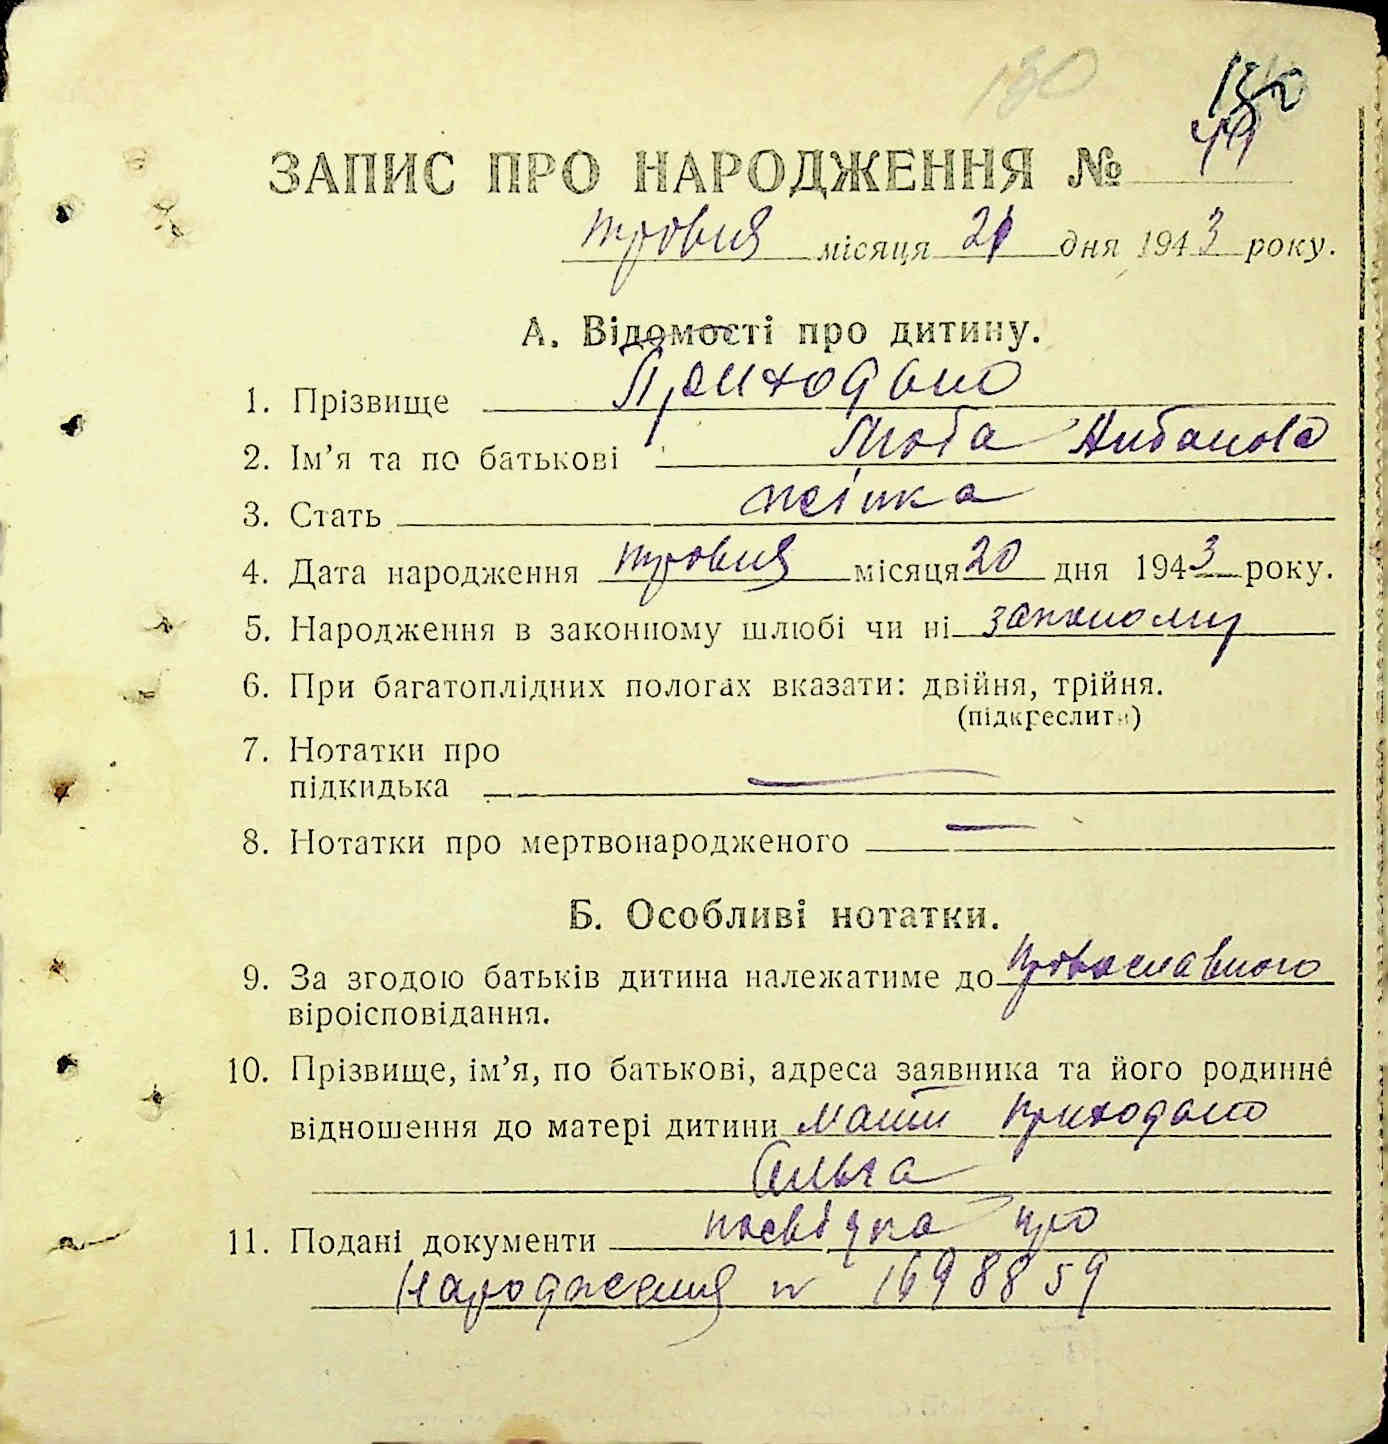 180
ЗАПИС ПРО НАРОДЖЕННЯ № 44
травня місяця 21 дня 1943 року.
А. Відомості про дитину.
1. Прізвище Приходько
2. Ім’я та по батькові Люба
3. Стать жінка
4. Дата народження травня місяця 20 дня 1943 року.
5. Народження в законному шлюбі чи ні законному
6. При багатоплідних пологах вказати: двійня, трійня.
(підкреслити)
7. Нотатки про
підкидька —
8. Нотатки про мертвонародженого —
Б. Особливі нотатки.
9. За згодою батьків дитина належатиме до православного
віроісповідання.
10. Прізвище, ім’я, по батькові, адреса заявника та його родинне
відношення до матері дитини мати Приходько
Ольга
11. Подані документи посвідка про
народження № 1698859